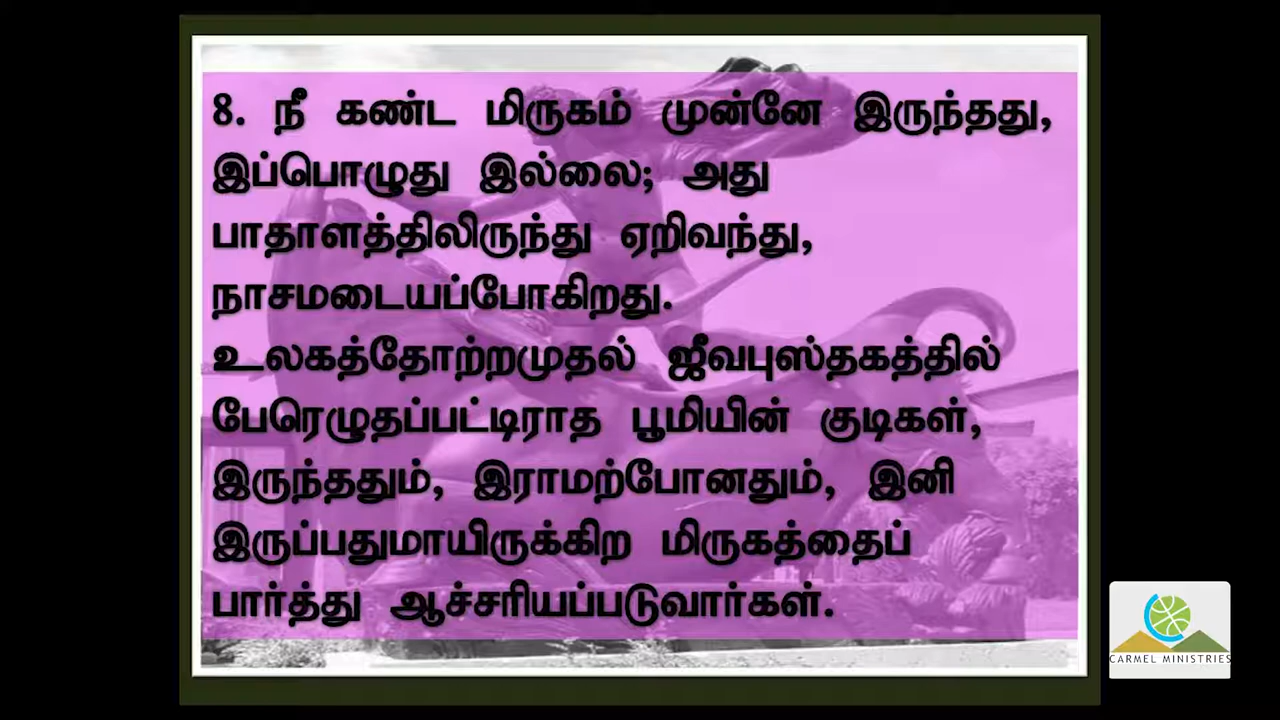 8. நீ கண்ட மிருகம் முன்னே இருந்தது,
இப்பொழுது இல்லை; அது
பாதாளத்திலிருந்து ஏறிவந்து,
நாசமடையப்போகிறது.
உலகத்தோற்றமுதல் ஜீவபுஸ்தகத்தில்
பேரெழுதப்பட்டிராத பூமியின் குடிகள்,
இருந்ததும், இராமற்போனதும், இனி
இருப்பதுமாயிருக்கிற மிருகத்தைப்
பார்த்து ஆச்சரியப்படுவார்கள்.
CARMEL MINISTRIES